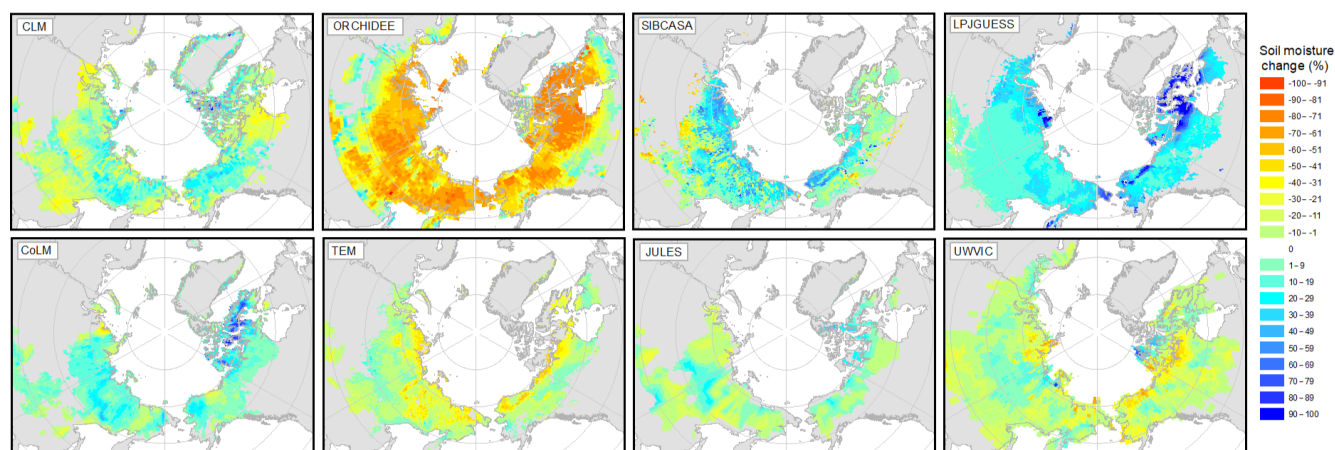 CLM
ORCHIDEE
SIBCASA
LPJGUESS
CoLM
TEM
JULES
UWVIC
Soil moisture
change (%)
-100- -91
-90- -81
-80- -71
-70- -61
-60- -51
-50- -41
-40- -31
-30- -21
-20- -11
-10- -1
0
1-9
10-19
20-29
30-39
40-49
50-59
60-69
70-79
80-89
90-100